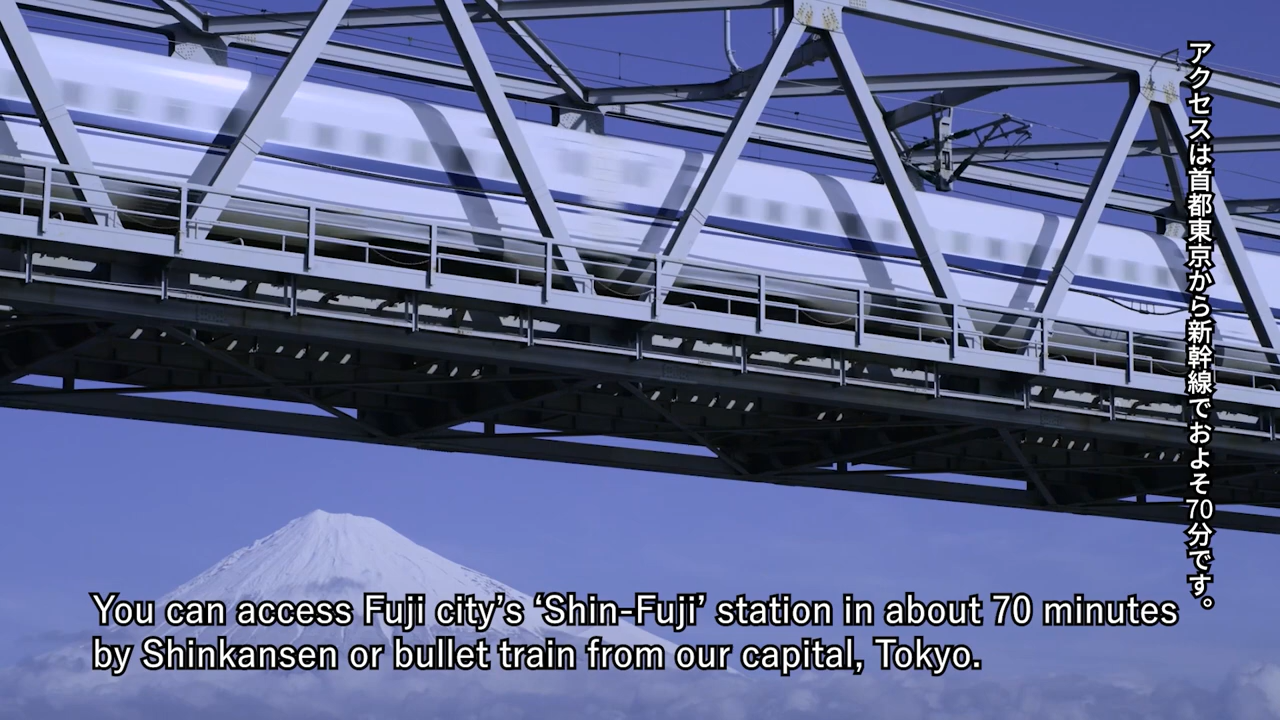 アクセスは首都東京から新幹線でおよそ70分です。
You can access Fuji city’s ‘Shin-Fuji’ station in about 70 minutes
by Shinkansen or bullet train from our capital, Tokyo.